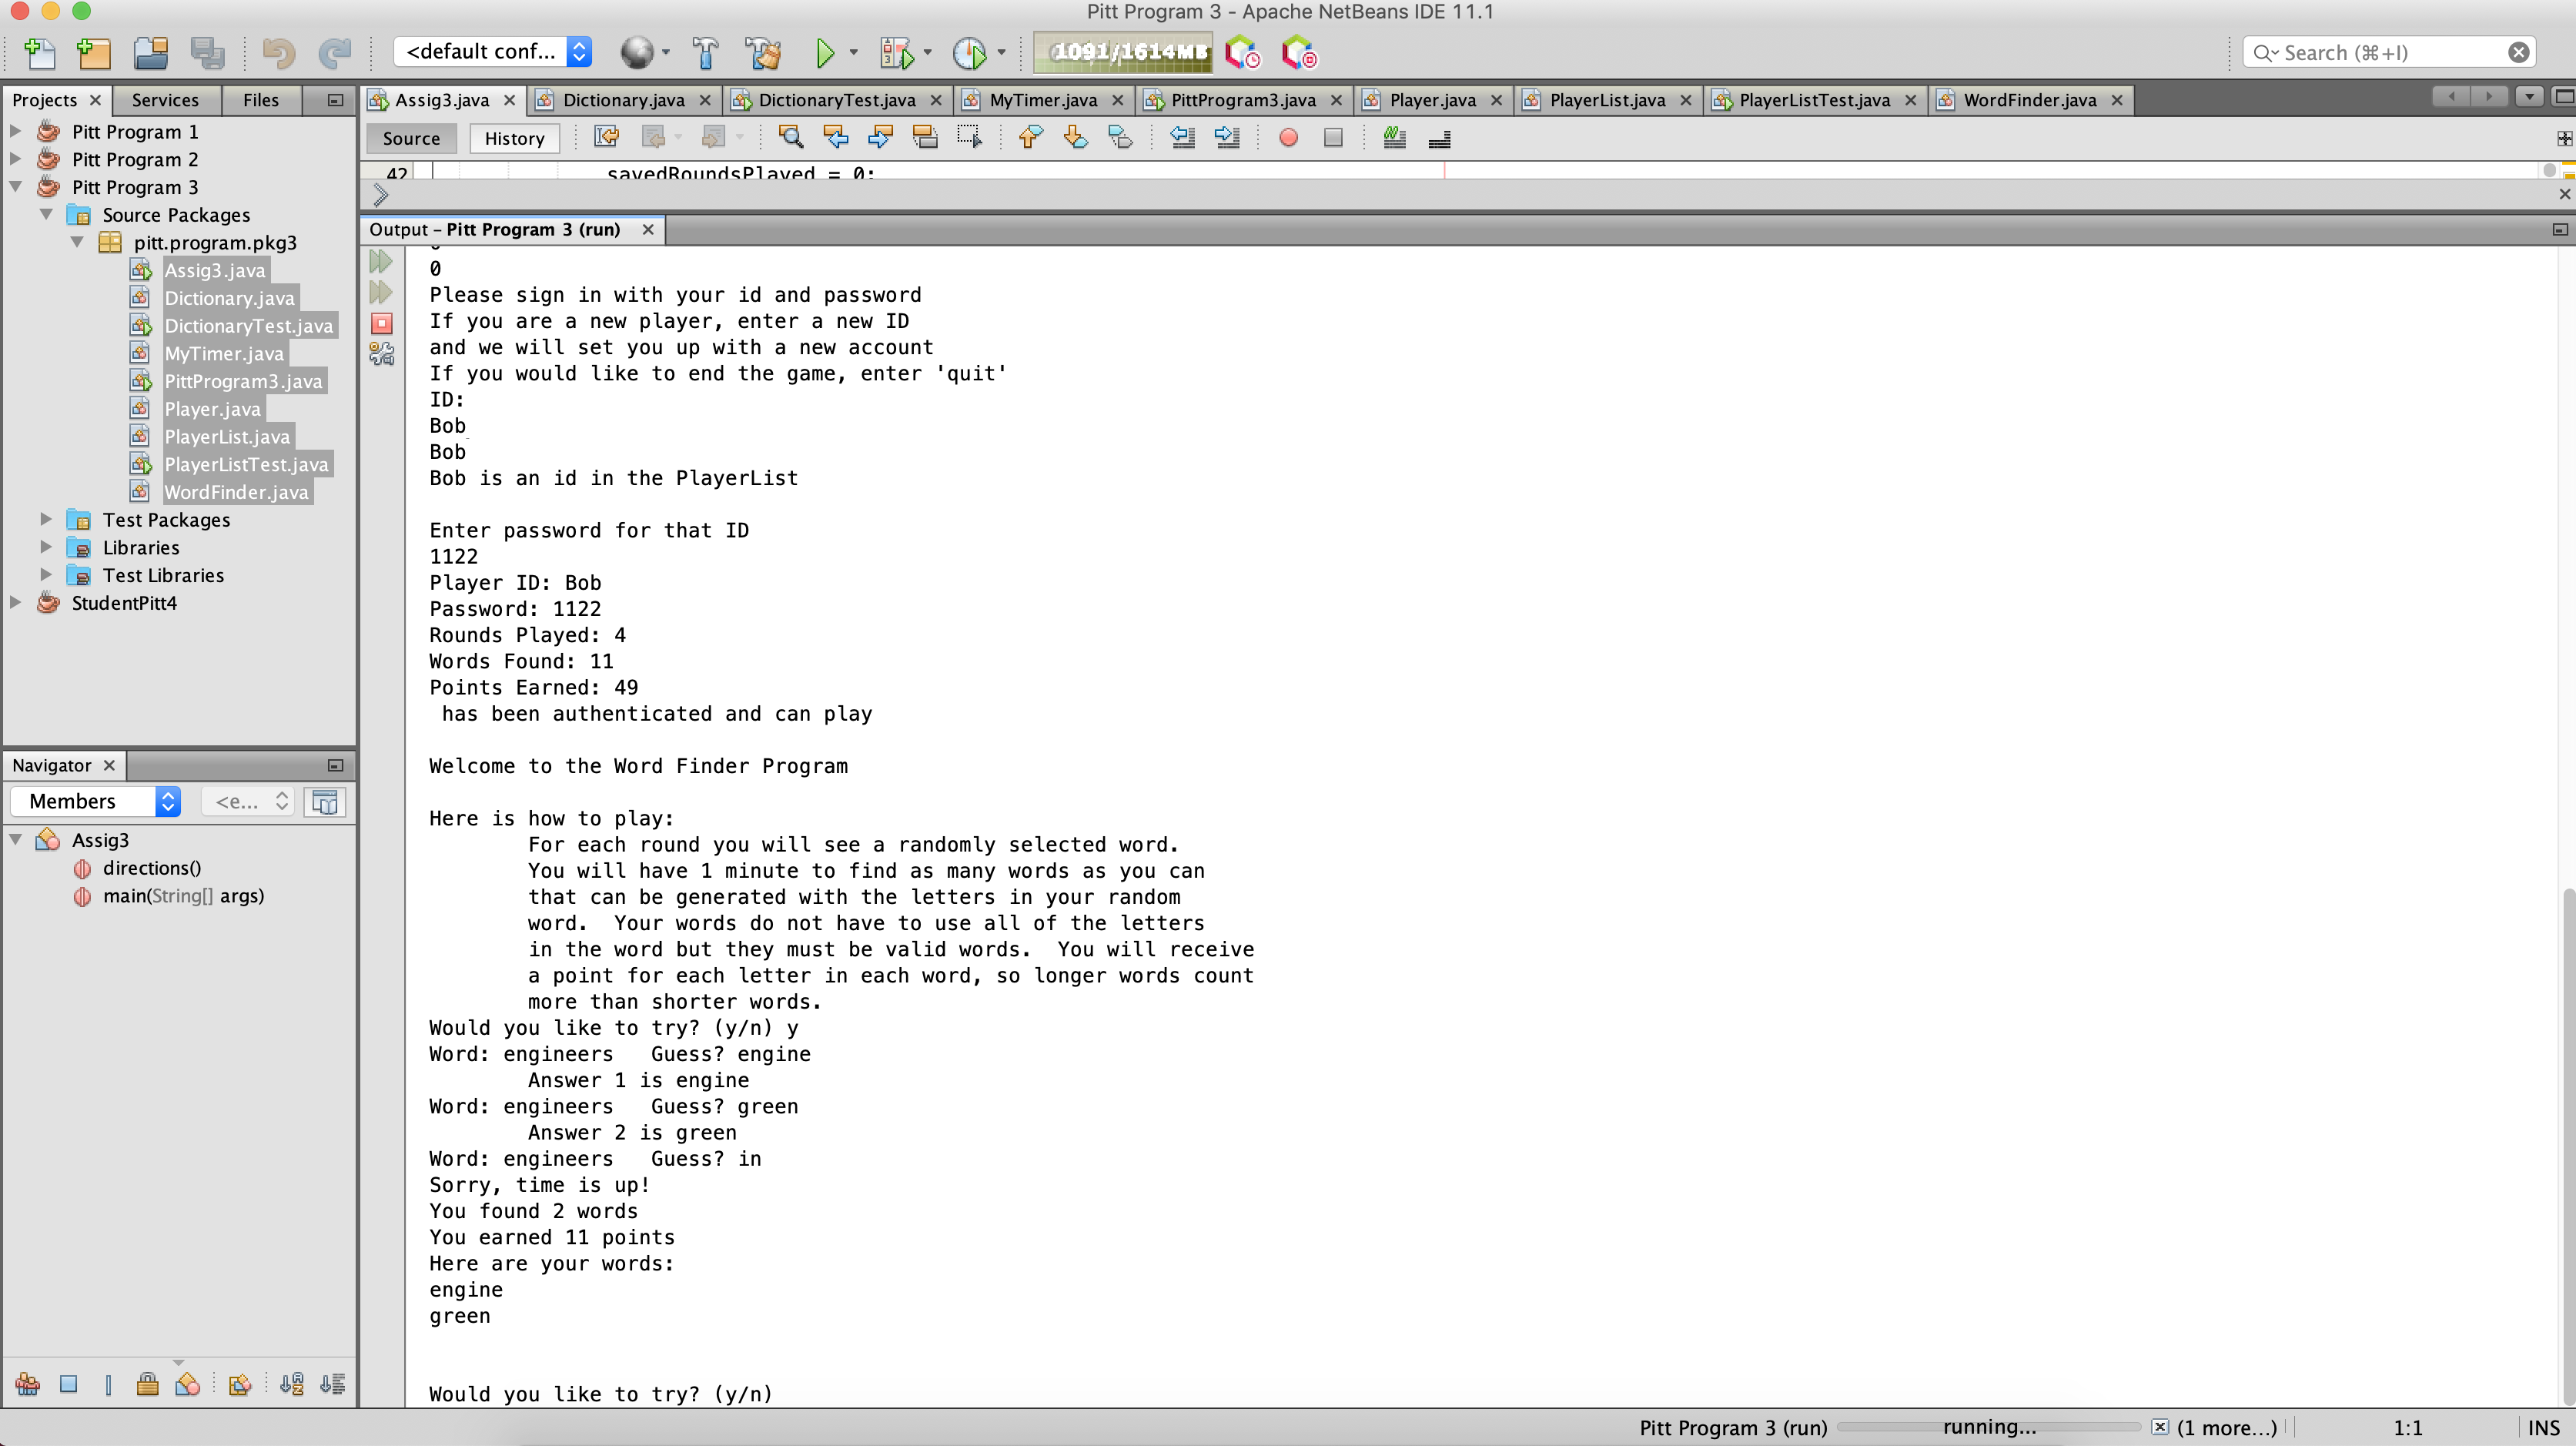 Pitt Program 3 - Apache NetBeans IDE 11.1
<default conf...
1091/1614MB
Search (⌘+I)
Projects
Services
Files
Assig3.java
Dictionary.java
DictionaryTest.java
MyTimer.java
PittProgram3.java
Player.java
PlayerList.java
PlayerListTest.java
WordFinder.java
Source
History
42 savedRoundsPlayed = 0;
Pitt Program 1
Pitt Program 2
Pitt Program 3
Source Packages
pitt.program.pkg3
Assig3.java
Dictionary.java
DictionaryTest.java
MyTimer.java
PittProgram3.java
Player.java
PlayerList.java
PlayerListTest.java
WordFinder.java
Test Packages
Libraries
Test Libraries
StudentPitt4
Navigator
Members
<e...
Assig3
directions()
main(String[] args)
Output – Pitt Program 3 (run)
0
Please sign in with your id and password
If you are a new player, enter a new ID
and we will set you up with a new account
If you would like to end the game, enter 'quit'
ID:
Bob
Bob
Bob is an id in the PlayerList
Enter password for that ID
1122
Player ID: Bob
Password: 1122
Rounds Played: 4
Words Found: 11
Points Earned: 49
has been authenticated and can play
Welcome to the Word Finder Program
Here is how to play:
For each round you will see a randomly selected word.
You will have 1 minute to find as many words as you can
that can be generated with the letters in your random
word.  Your words do not have to use all of the letters
in the word but they must be valid words.  You will receive
a point for each letter in each word, so longer words count
more than shorter words.
Would you like to try? (y/n) y
Word: engineers   Guess? engine
Answer 1 is engine
Word: engineers   Guess? green
Answer 2 is green
Word: engineers   Guess? in
Sorry, time is up!
You found 2 words
You earned 11 points
Here are your words:
engine
green
Would you like to try? (y/n)
Pitt Program 3 (run)
running...
(1 more...)
1:1
INS